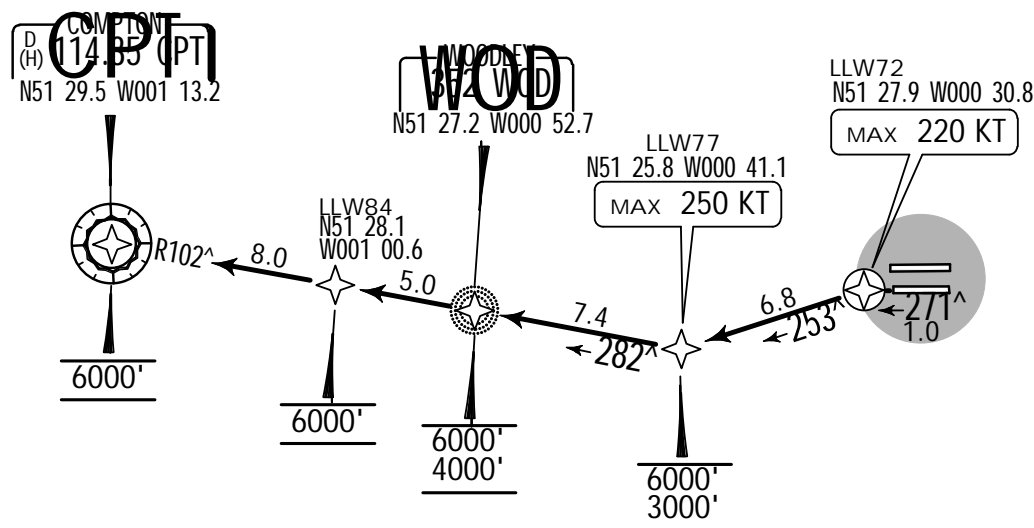 COMPTON
D
(H) 114.35 CPT
CPT
N51 29.5 W001 13.2
WOODLEY
352 WOD
WOD
N51 27.2 W000 52.7
LLW72
N51 27.9 W000 30.8
MAX 220 KT
LLW77
N51 25.8 W000 41.1
MAX 250 KT
LLW84
N51 28.1
W001 00.6
R102^
8.0
5.0
7.4
282^
6.8
253^
271^
1.0
6000'
6000'
6000'
4000'
6000'
3000'